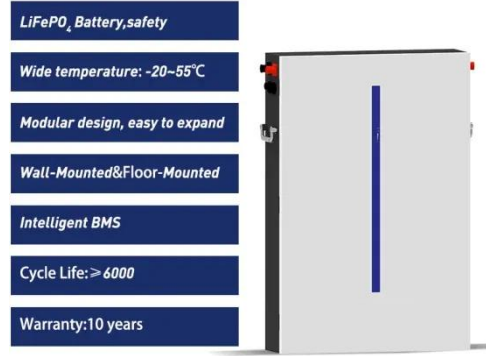 LiFePO₄ Battery,safety
Wide temperature: -20~55℃
Modular design, easy to expand
Wall-Mounted&Floor-Mounted
Intelligent BMS
Cycle Life:≥6000
Warranty:10 years